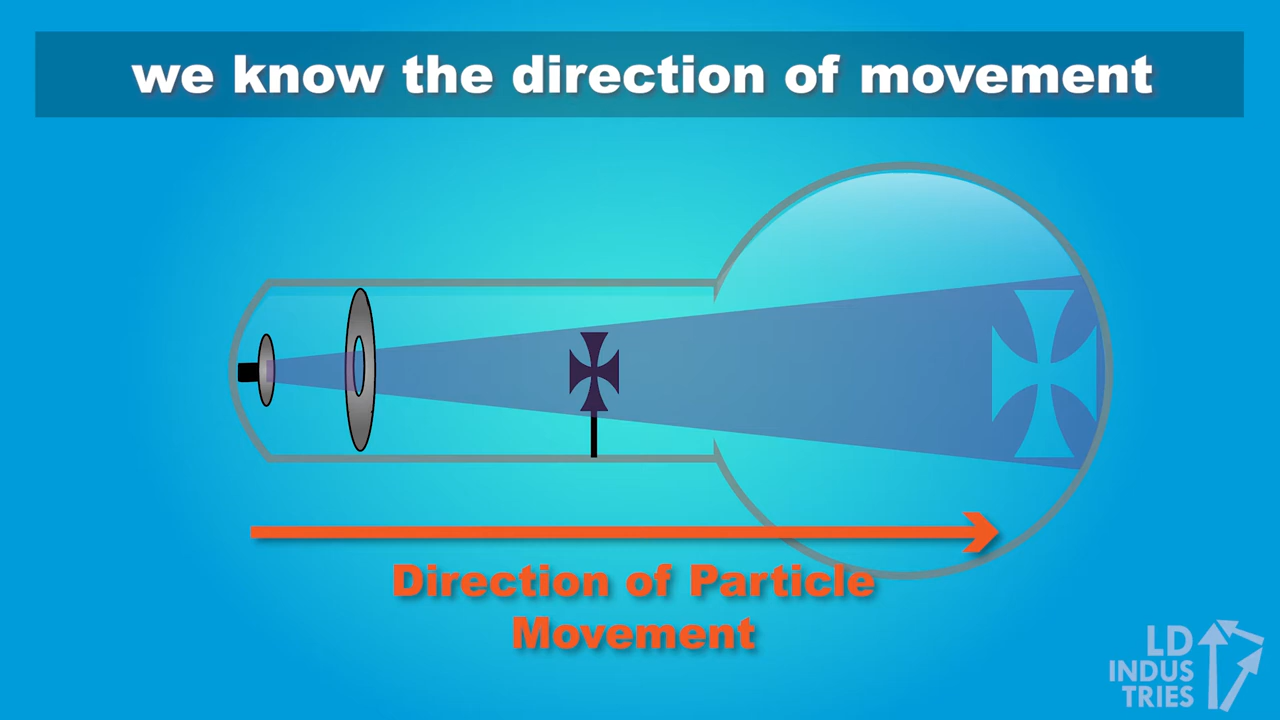 we know the direction of movement
Direction of Particle
Movement
LD
INDUS
TRIES